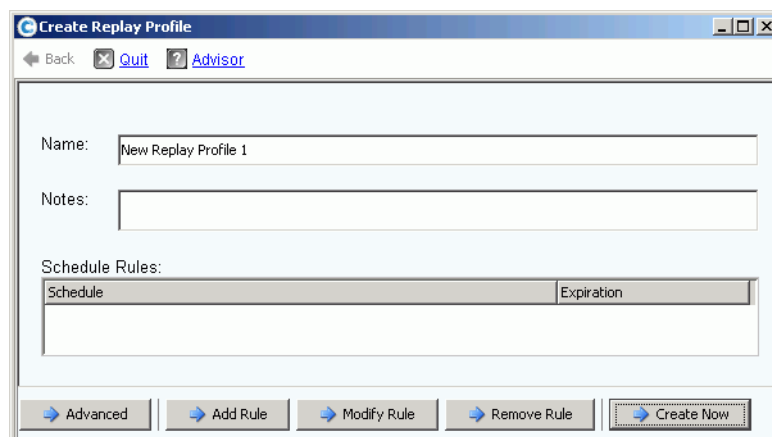 Create Replay Profile
Back Quit Advisor
Name: New Replay Profile 1
Notes:
Schedule Rules:
Schedule Expiration
Advanced Add Rule Modify Rule Remove Rule Create Now